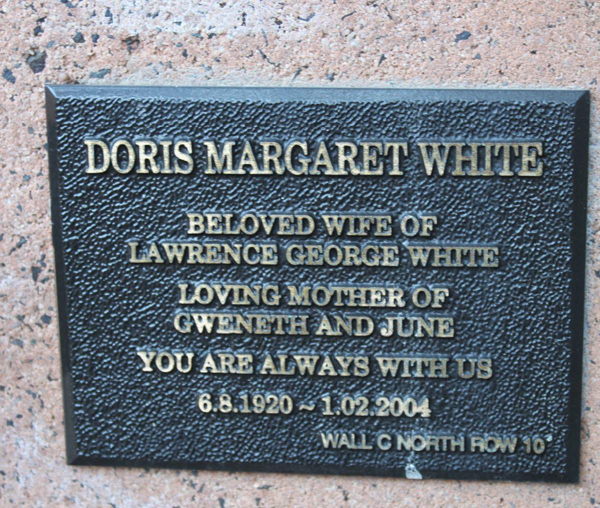 DORIS MARGARET WHITE
BELOVED WIFE OF
LAWRENCE GEORGE WHITE
LOVING MOTHER OF
GWENETH AND JUNE
YOU ARE ALWAYS WITH US
6.8.1920 ~ 1.02.2004
WALL C NORTH ROW 10